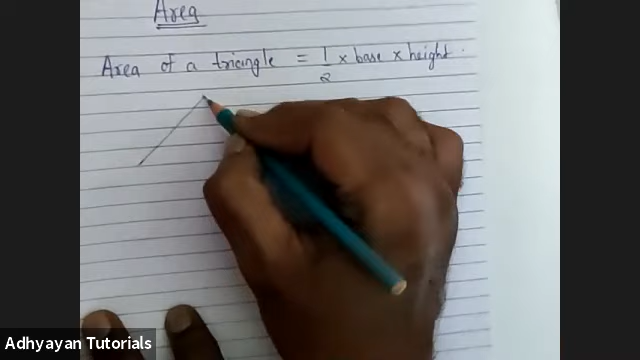 Area
Area of a triangle = 1/2 x base x height.
Adhyayan Tutorials